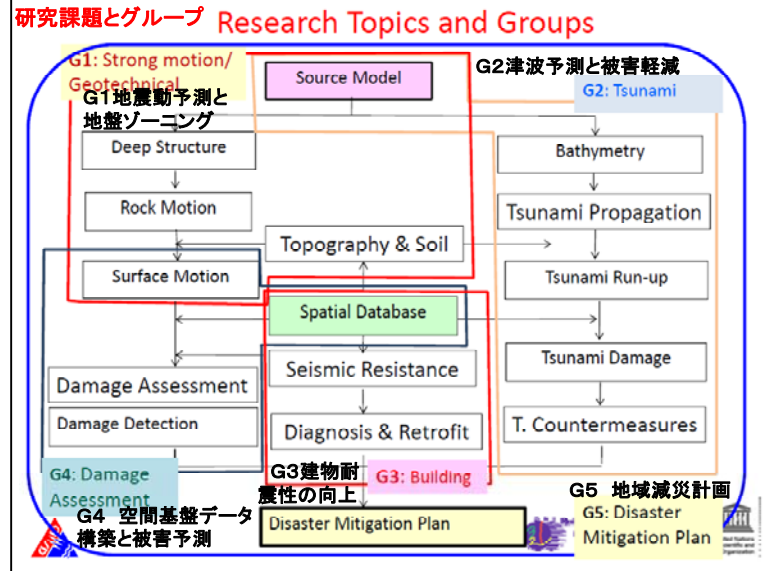 研究課題とグループ Research Topics and Groups
G1: Strong motion/
Geotechnical
G1地震動予測と
地盤ゾーニング
Source Model
G2津波予測と被害軽減
G2: Tsunami
Deep Structure
Bathymetry
Rock Motion
Tsunami Propagation
Topography & Soil
Surface Motion
Tsunami Run-up
Spatial Database
Seismic Resistance
Tsunami Damage
Damage Assessment
Damage Detection
Diagnosis & Retrofit
T. Countermeasures
G4: Damage
Assessment
G3建物耐
震性の向上
G3: Building
G4 空間基盤データ
構築と被害予測
Disaster Mitigation Plan
G5 地域減災計画
G5: Disaster
Mitigation Plan